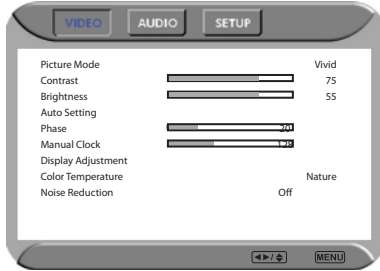 VIDEO AUDIO SETUP
Picture Mode Vivid
Contrast 75
Brightness 55
Auto Setting
Phase 201
Manual Clock 128
Display Adjustment
Color Temperature Nature
Noise Reduction Off
◄►/♦ MENU